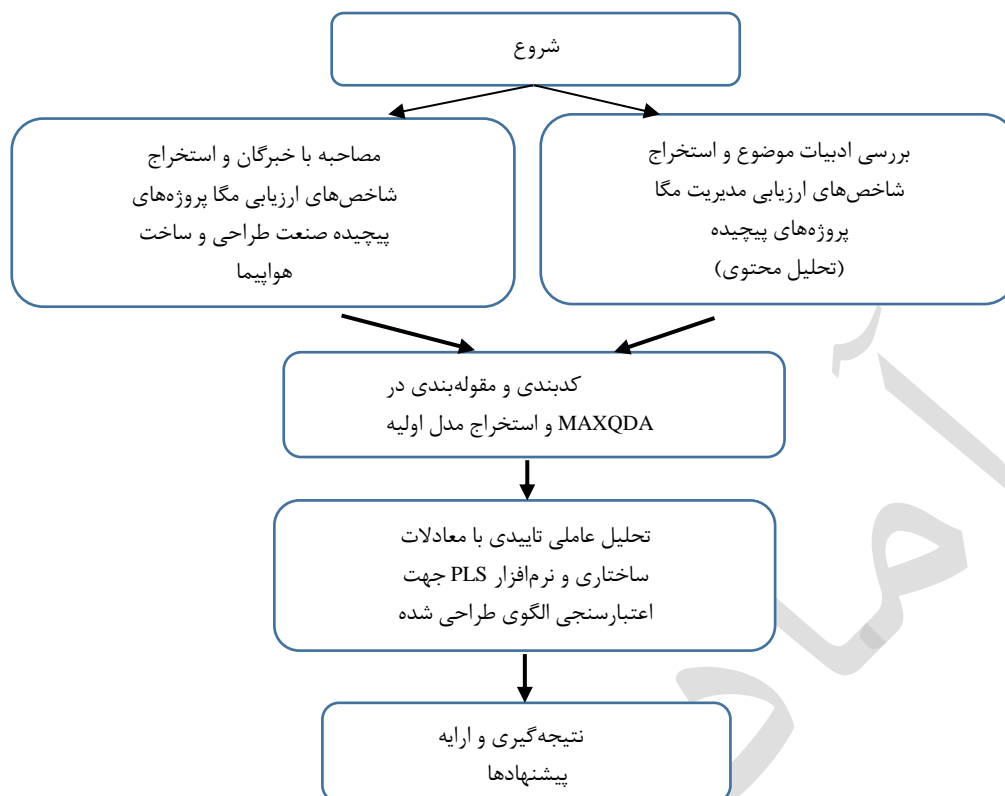 شروع
بررسی ادبیات موضوع و استخراج
شاخص‌های ارزیابی مدیریت مگا
پروژه‌های پیچیده
(تحلیل محتوی)
مصاحبه با خبرگان و استخراج
شاخص‌های ارزیابی مگا پروژه‌های
پیچیده صنعت طراحی و ساخت
هواپیما
کدبندی و مقوله‌بندی در
MAXQDA و استخراج مدل اولیه
تحلیل عاملی تاییدی با معادلات
ساختاری و نرم‌افزار PLS جهت
اعتبارسنجی الگوی طراحی شده
نتیجه‌گیری و ارایه
پیشنهادها